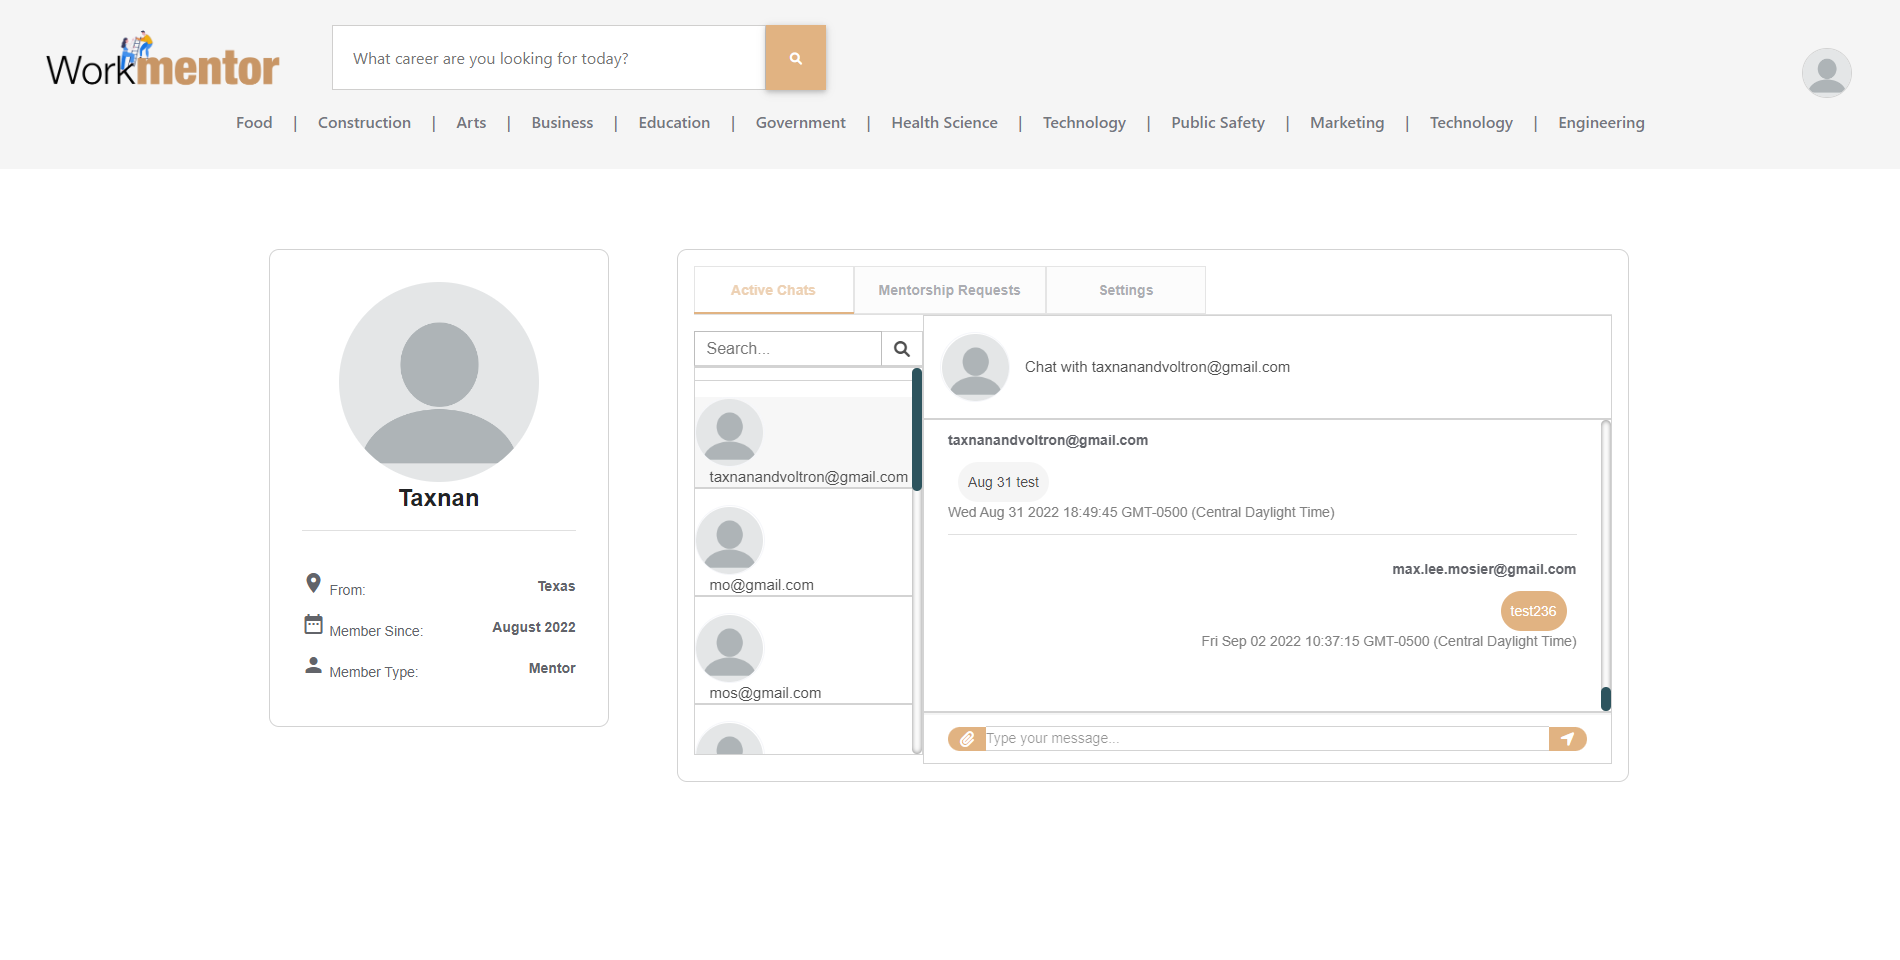 Workmentor
What career are you looking for today?
Food | Construction | Arts | Business | Education | Government | Health Science | Technology | Public Safety | Marketing | Technology | Engineering
Taxnan
From: Texas
Member Since: August 2022
Member Type: Mentor
Active Chats Mentorship Requests Settings
Search...
taxnanandvoltron@gmail.com
mo@gmail.com
mos@gmail.com
Chat with taxnanandvoltron@gmail.com
taxnanandvoltron@gmail.com
Aug 31 test
Wed Aug 31 2022 18:49:45 GMT-0500 (Central Daylight Time)
max.lee.mosier@gmail.com
test236
Fri Sep 02 2022 10:37:15 GMT-0500 (Central Daylight Time)
Type your message...